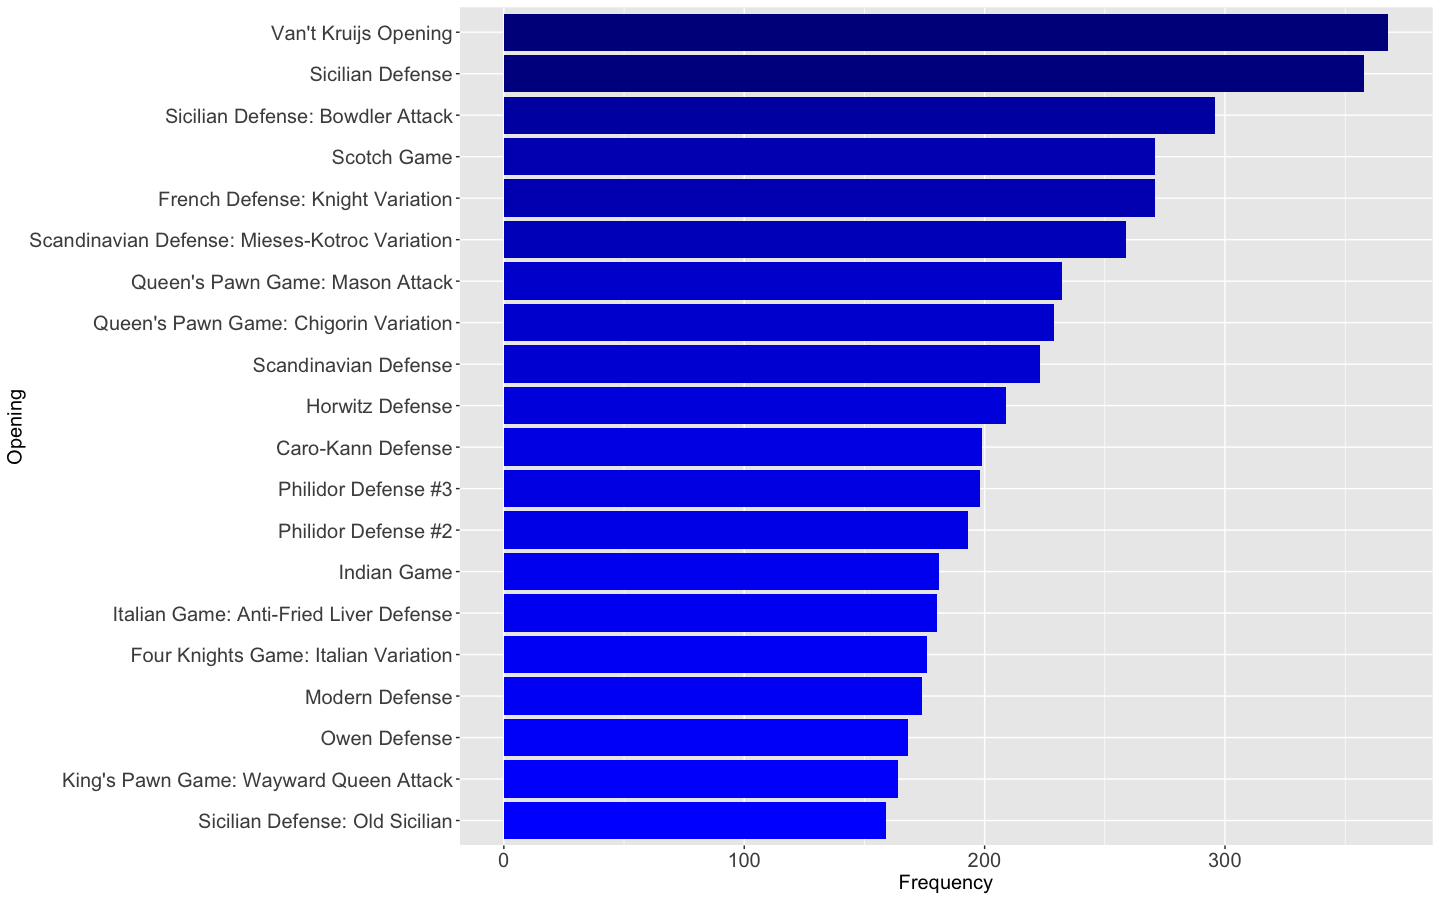 Van't Kruijs Opening
Sicilian Defense
Sicilian Defense: Bowdler Attack
Scotch Game
French Defense: Knight Variation
Scandinavian Defense: Mieses-Kotroc Variation
Queen's Pawn Game: Mason Attack
Queen's Pawn Game: Chigorin Variation
Scandinavian Defense
Horwitz Defense
Caro-Kann Defense
Philidor Defense #3
Philidor Defense #2
Indian Game
Italian Game: Anti-Fried Liver Defense
Four Knights Game: Italian Variation
Modern Defense
Owen Defense
King's Pawn Game: Wayward Queen Attack
Sicilian Defense: Old Sicilian
Opening
0 100 200 300
Frequency